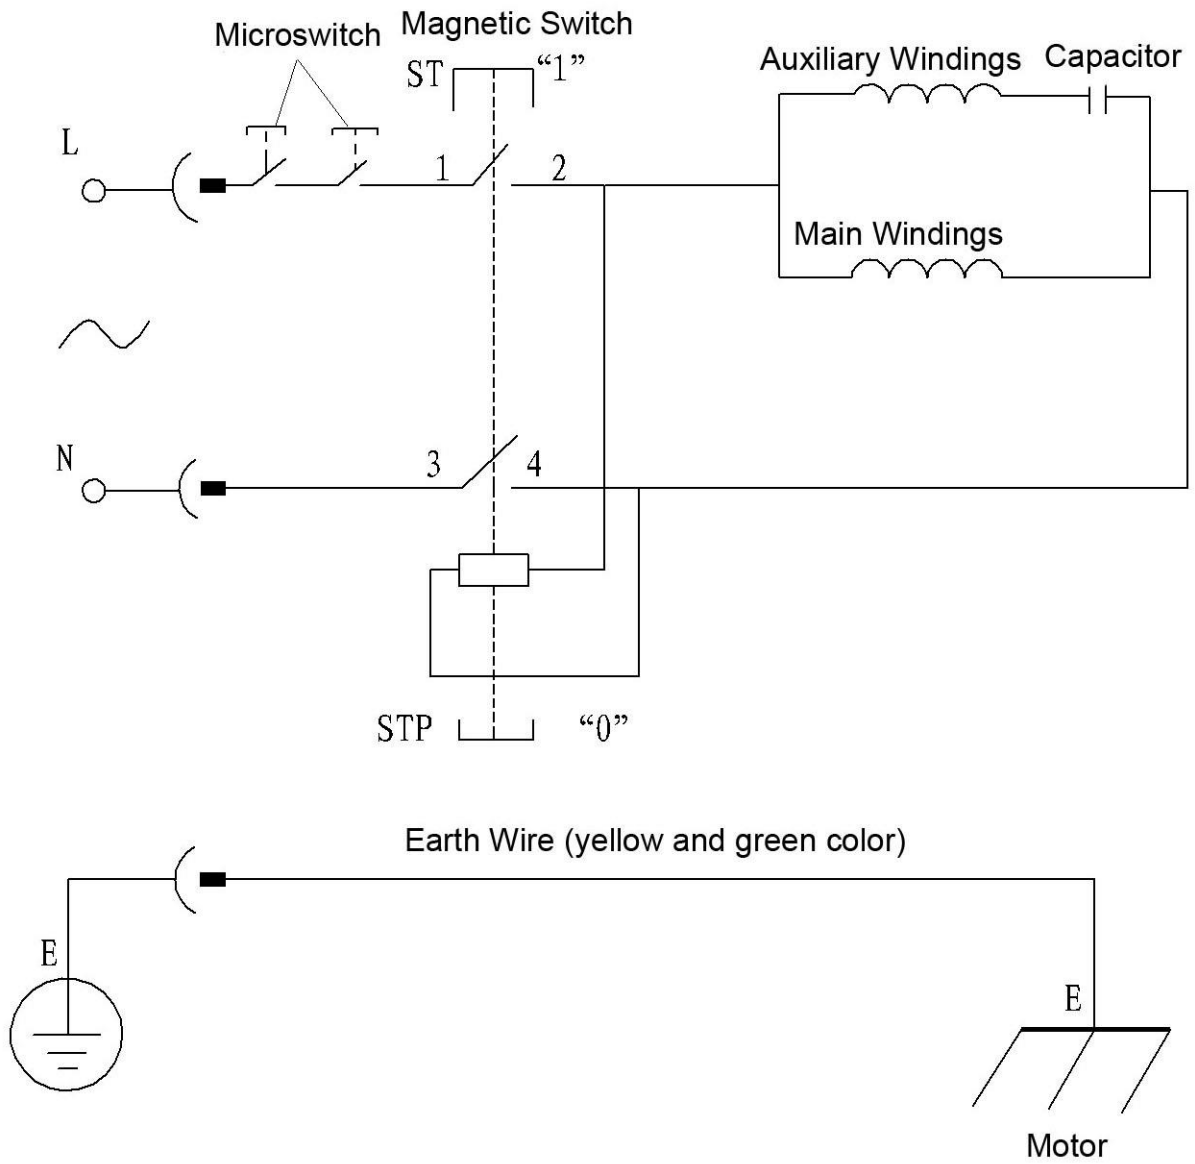 Magnetic Switch
Microswitch
ST “1”
Auxiliary Windings Capacitor
L
1 2
Main Windings
N
3 4
STP “0”
Earth Wire (yellow and green color)
E
E
Motor